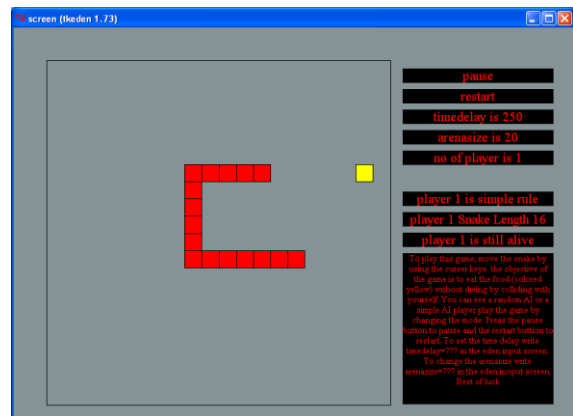 screen (tkeden 1.73)
pause
restart
timedelay is 250
arenasize is 20
no of player is 1
player 1 is simple rule
player 1 Snake Length 16
player 1 is still alive
To play this game, move the snake by
using the cursor keys. the objective of
the game is to eat the food (colored
yellow) without dieing by colliding with
yourself. You can see a random AI or a
simple AI player play the game by
changing the mode. Press the pause
button to pause and the restart buttion to
restart. To set the time delay write
timedelay=??? in the eden input screen.
To change the arenasize write
arenasize=??? in the eden inoput screen.
Best of luck